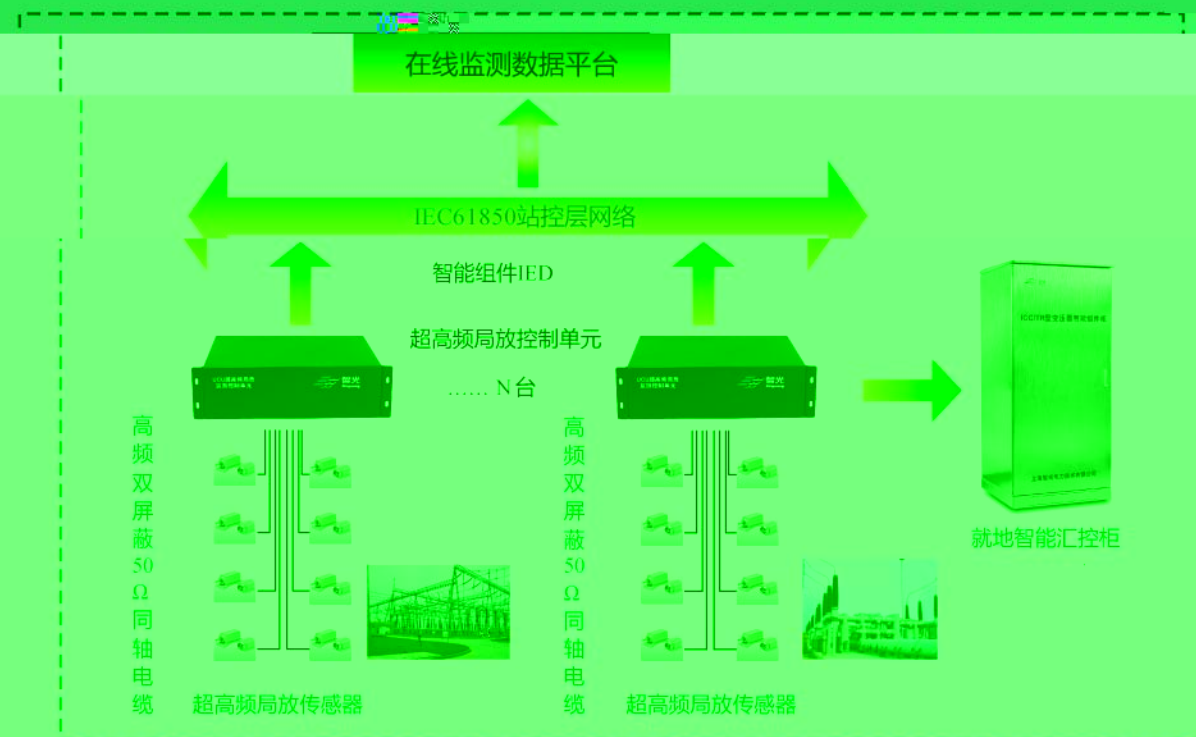 在线监测数据平台
IEC61850站控层网络
智能组件IED
超高频局放控制单元
…… N台
智光
智光
高频双屏蔽50Ω同轴电缆
高频双屏蔽50Ω同轴电缆
就地智能汇控柜
超高频局放传感器
超高频局放传感器